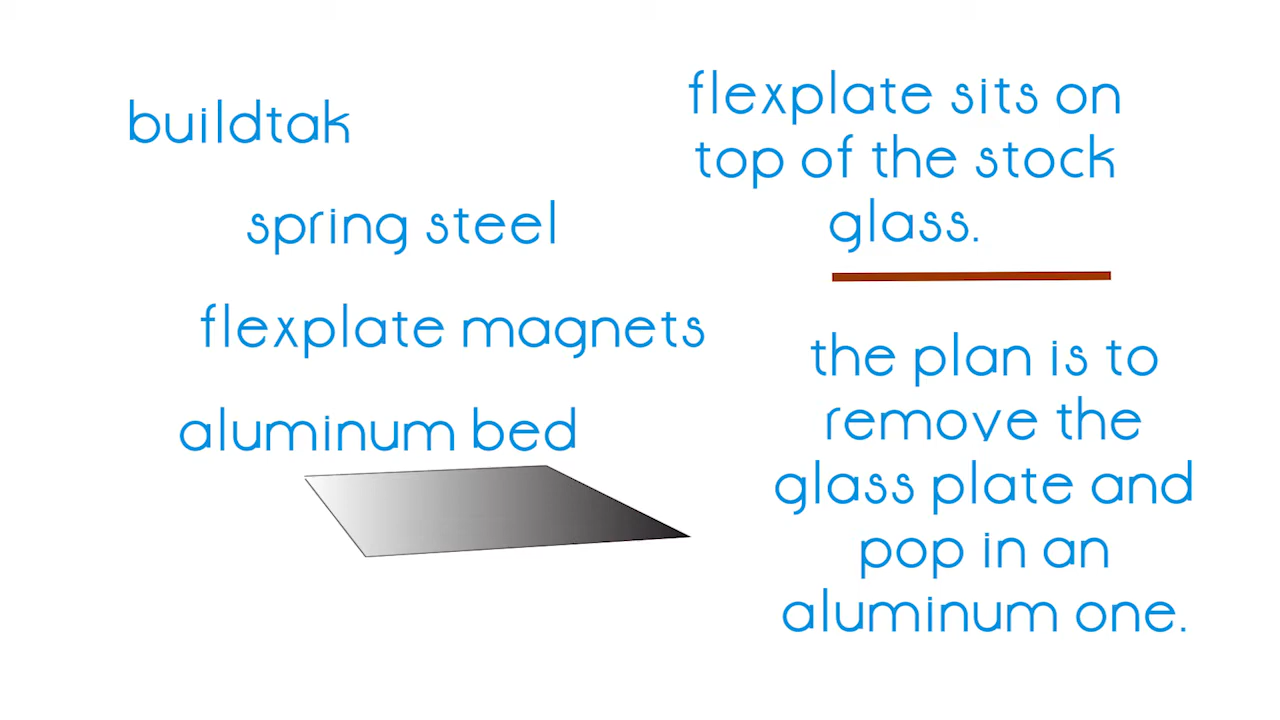 buildtak
spring steel
flexplate magnets
aluminum bed
flexplate sits on
top of the stock
glass.
the plan is to
remove the
glass plate and
pop in an
aluminum one.